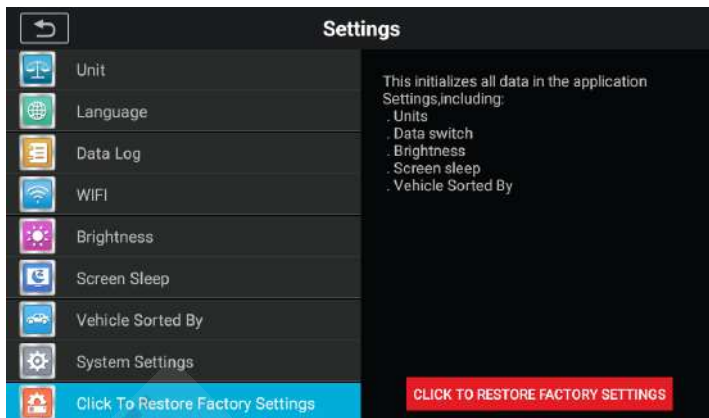 Settings
Unit
Language
Data Log
WIFI
Brightness
Screen Sleep
Vehicle Sorted By
System Settings
Click To Restore Factory Settings
This initializes all data in the application
Settings,including:
. Units
. Data switch
. Brightness
. Screen sleep
. Vehicle Sorted By
CLICK TO RESTORE FACTORY SETTINGS